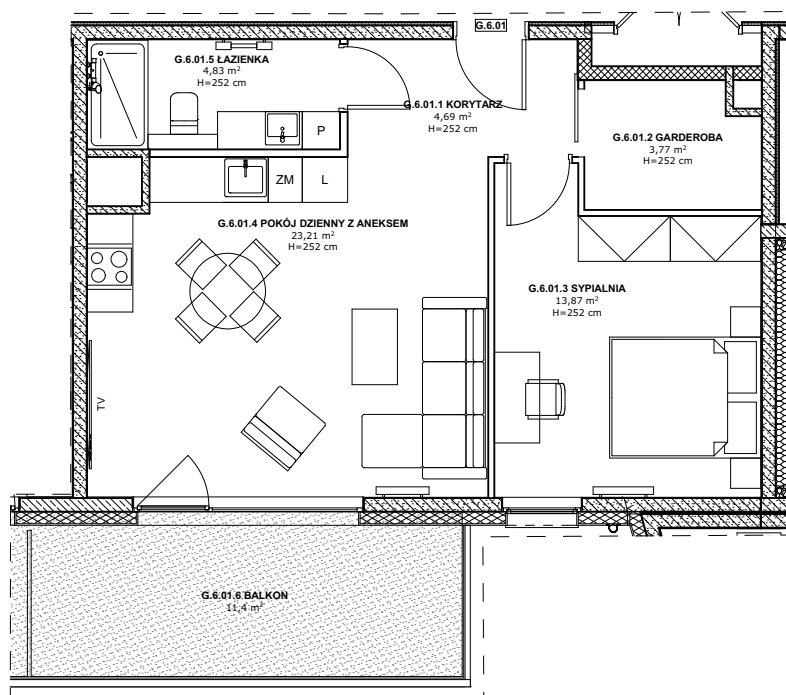 G.6.01
G.6.01.5 ŁAZIENKA
4,83 m²
H=252 cm
G.6.01.1 KORYTARZ
4,69 m²
H=252 cm
P
G.6.01.2 GARDEROBA
3,77 m²
H=252 cm
ZM
L
G.6.01.4 POKÓJ DZIENNY Z ANEKSEM
23,21 m²
H=252 cm
G.6.01.3 SYPIALNIA
13,87 m²
H=252 cm
TV
G.6.01.6 BALKON
11,4 m²